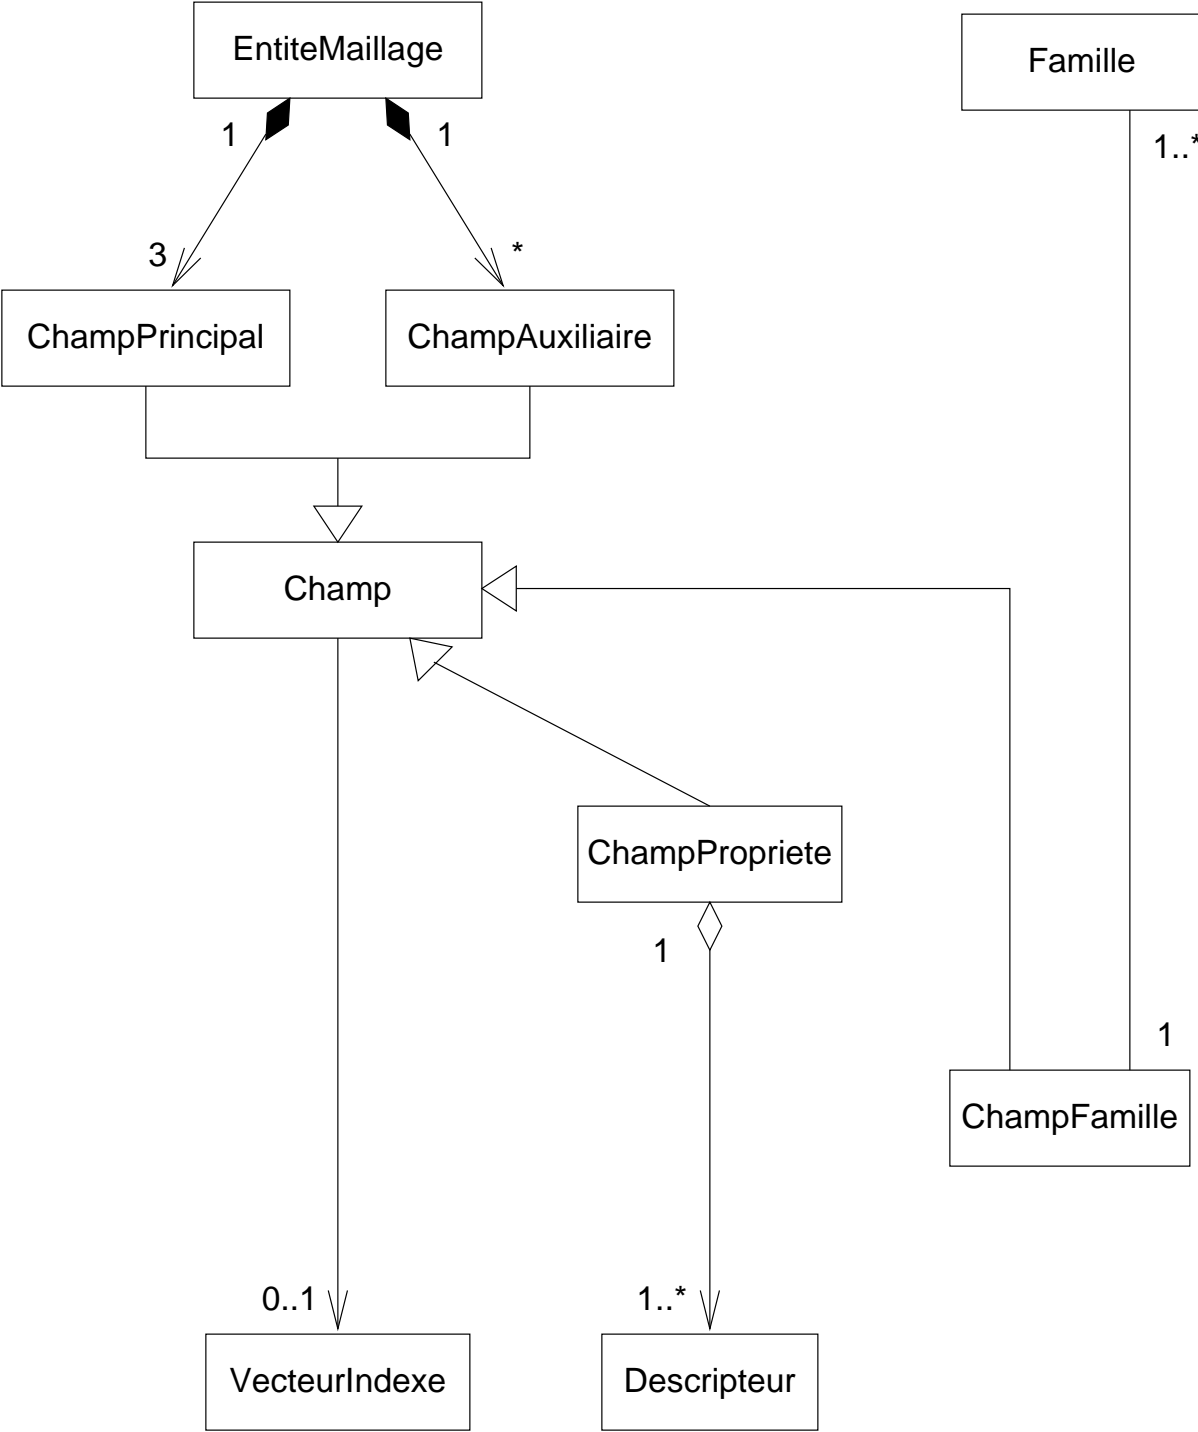 EntiteMaillage
Famille
1
1
1..*
3
*
ChampPrincipal
ChampAuxiliaire
Champ
ChampPropriete
1
1
ChampFamille
0..1
1..*
VecteurIndexe
Descripteur